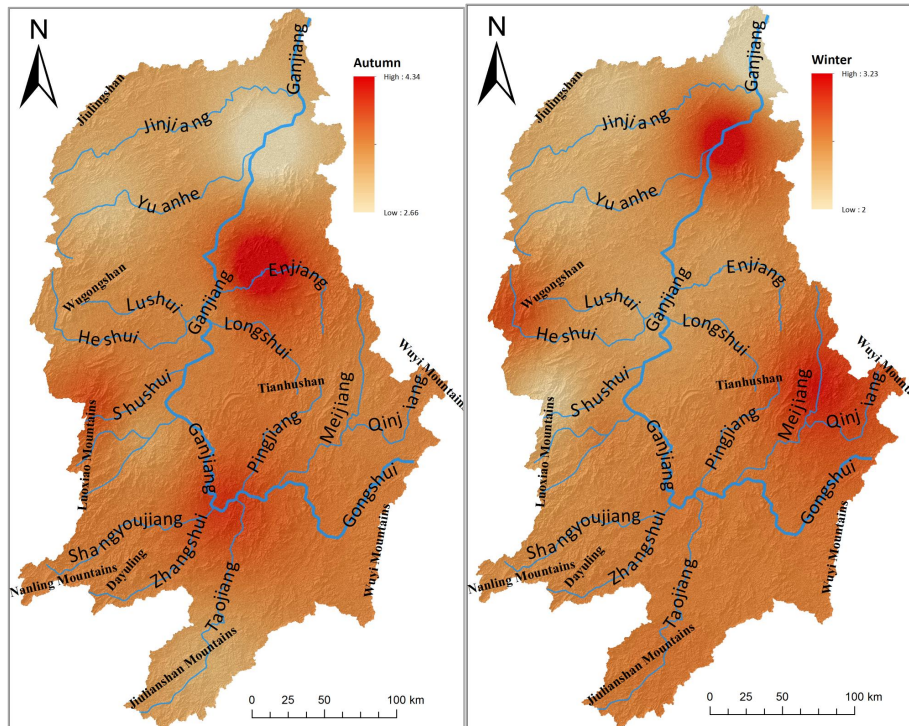 N
Autumn
High : 4.34
Low : 2.66
Ganjiang
Jiulingshan
Jinjiang
Yuanhe
Wugongshan
Enjiang
Lushui
Ganjiang
Heshui
Longshui
Wuyi Mountain
Tianhushan
Shushui
Meijiang
Qinjiang
Luoxiao Mountains
Pingjiang
Ganjiang
Gongshui
Shangyoujiang
Zhangshui
Nanling Mountains
Dayuling
Wuyi Mountains
Taojiang
Jiulianshan Mountains
0 25 50 100 km
N
Winter
High : 3.23
Low : 2
Ganjiang
Jiulingshan
Jinjiang
Yuanhe
Wugongshan
Enjiang
Lushui
Ganjiang
Heshui
Longshui
Wuyi Mount
Tianhushan
Shushui
Meijiang
Qinjiang
Luoxiao Mountains
Pingjiang
Ganjiang
Gongshui
Shangyoujiang
Zhangshui
Nanling Mountains
Dayuling
Wuyi Mountains
Taojiang
Jiulianshan Mountains
0 25 50 100 km